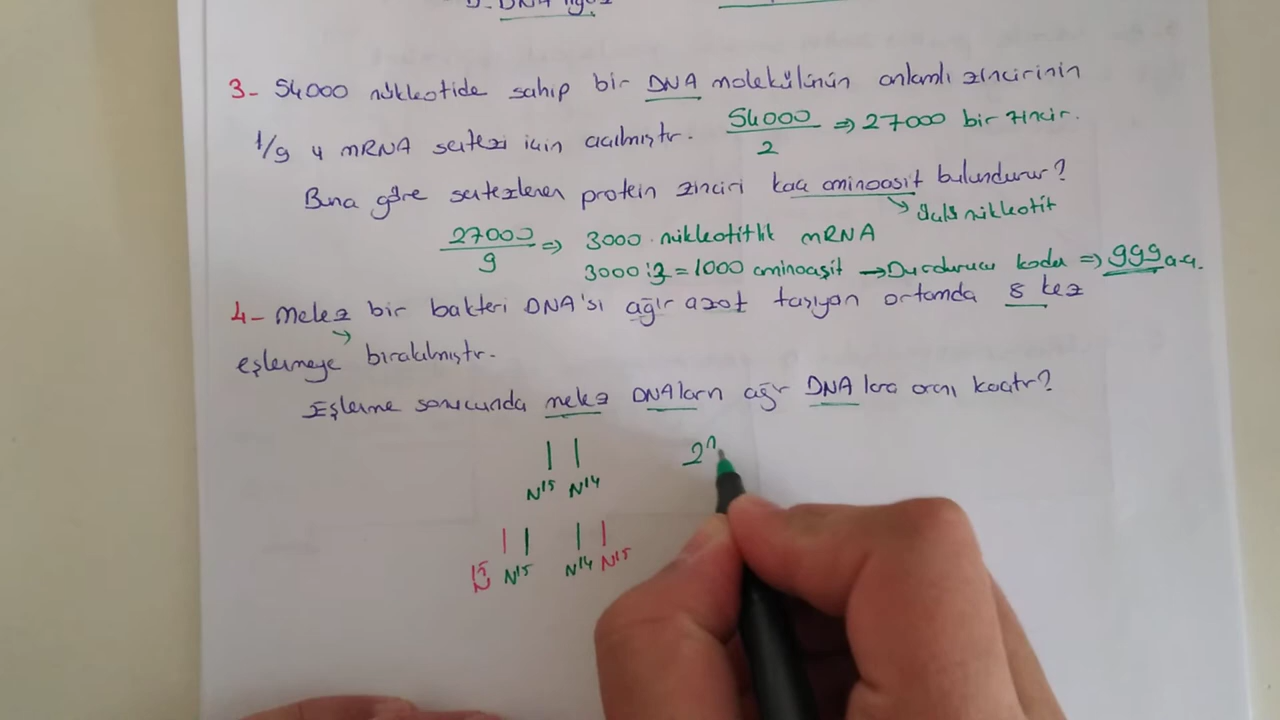 D- DNA
3- 54000 nükleotide sahip bir DNA molekülünün anlamlı zincirinin
1/9 u mRNA sentezi için açılmıştır. 54000/2 ⇒ 27000 bir zincir.
Buna göre sentezlenen protein zinciri kaç aminoasit bulundurur?
27000/9 ⇒ 3000 nükleotitlik mRNA
3000:3=1000 aminoasit → Durdurucu kodon ⇒ 999 a.a.
4- Melez bir bakteri DNA'sı ağır azot taşıyan ortamda 8 kez
eşlemeye bırakılmıştır.
Eşleme sonucunda melez DNAların ağır DNA lara oranı kaçtır?
2ⁿ
N15 N14
N15 N15 N14 N15